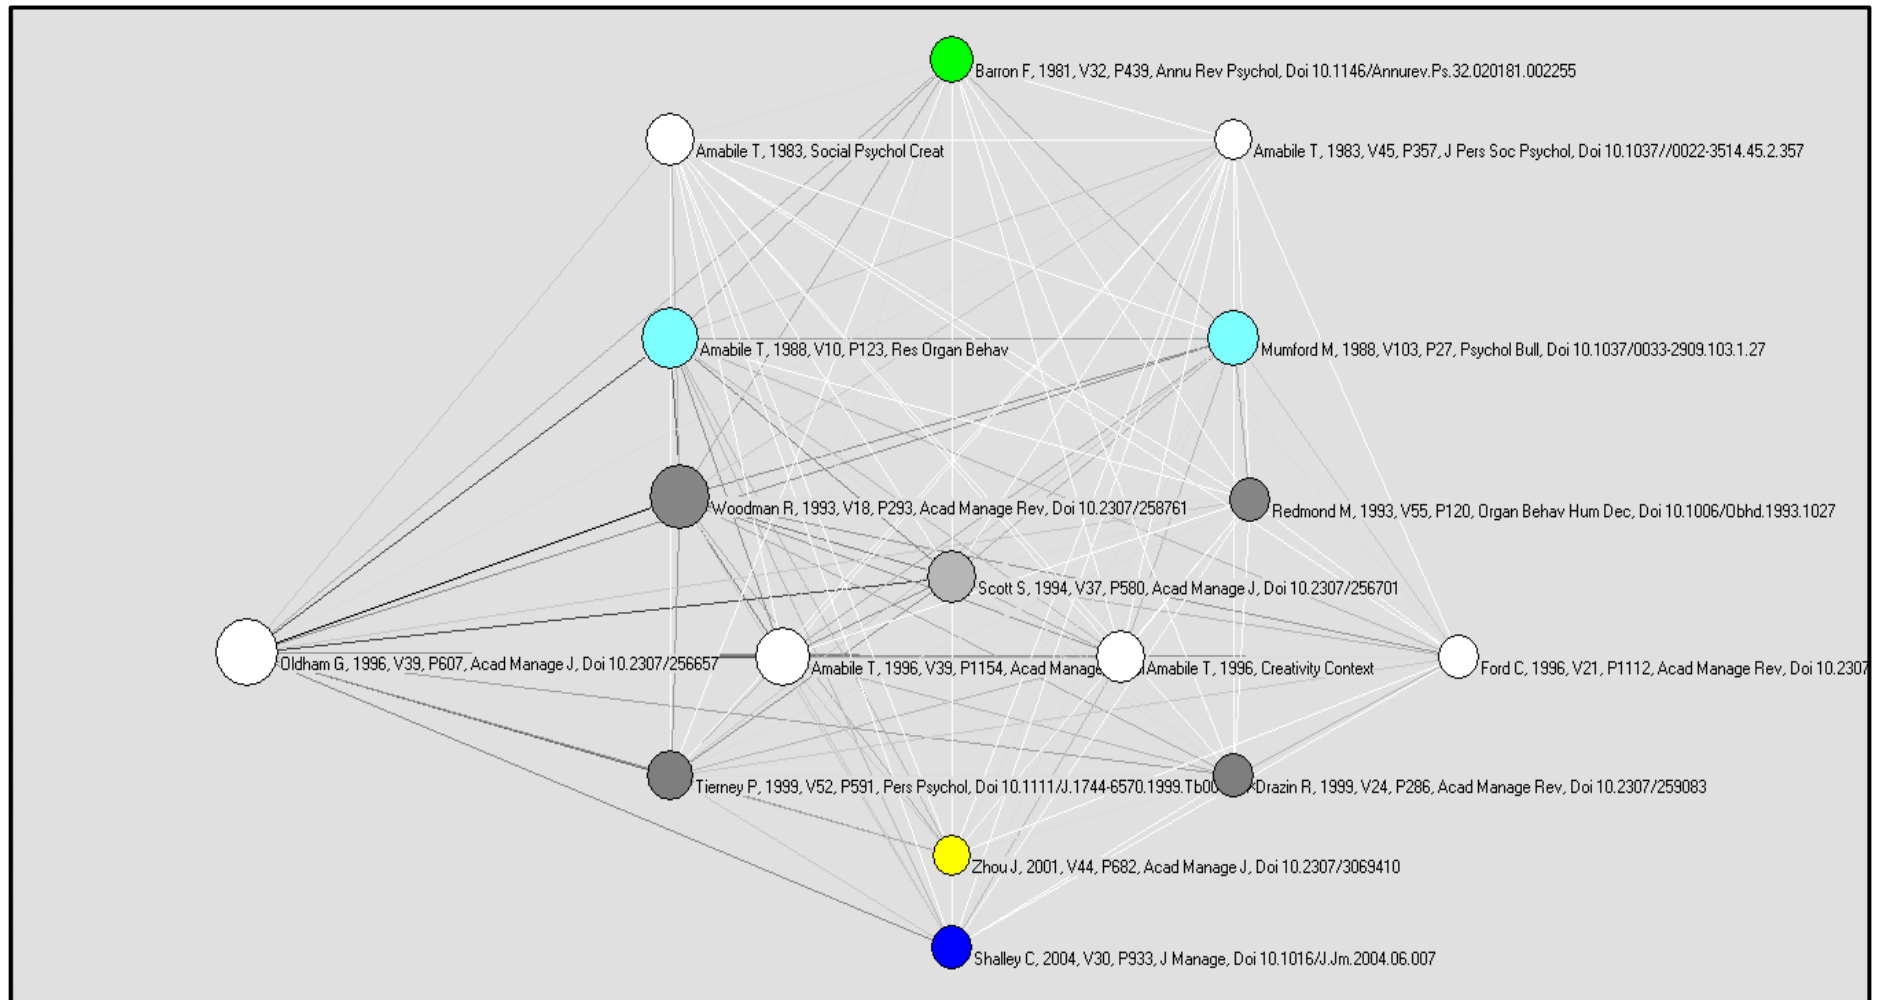 Barron F, 1981, V32, P439, Annu Rev Psychol, Doi 10.1146/Annurev.Ps.32.020181.002255
Amabile T, 1983, Social Psychol Creat
Amabile T, 1983, V45, P357, J Pers Soc Psychol, Doi 10.1037//0022-3514.45.2.357
Amabile T, 1988, V10, P123, Res Organ Behav
Mumford M, 1988, V103, P27, Psychol Bull, Doi 10.1037/0033-2909.103.1.27
Woodman R, 1993, V18, P293, Acad Manage Rev, Doi 10.2307/258761
Redmond M, 1993, V55, P120, Organ Behav Hum Dec, Doi 10.1006/Obhd.1993.1027
Scott S, 1994, V37, P580, Acad Manage J, Doi 10.2307/256701
Oldham G, 1996, V39, P607, Acad Manage J, Doi 10.2307/256657
Amabile T, 1996, V39, P1154, Acad Manage
Amabile T, 1996, Creativity Context
Ford C, 1996, V21, P1112, Acad Manage Rev, Doi 10.2307
Tierney P, 1999, V52, P591, Pers Psychol, Doi 10.1111/J.1744-6570.1999.Tb00
Drazin R, 1999, V24, P286, Acad Manage Rev, Doi 10.2307/259083
Zhou J, 2001, V44, P682, Acad Manage J, Doi 10.2307/3069410
Shalley C, 2004, V30, P933, J Manage, Doi 10.1016/J.Jm.2004.06.007